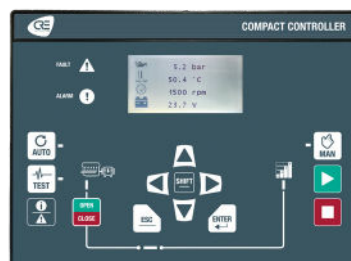 CRE
COMPACT CONTROLLER
FAULT
ALARM
5.2 bar
50.4 °C
1500 rpm
23.7 V
AUTO
MAN
TEST
SHIFT
OPEN
CLOSE
ESC
ENTER